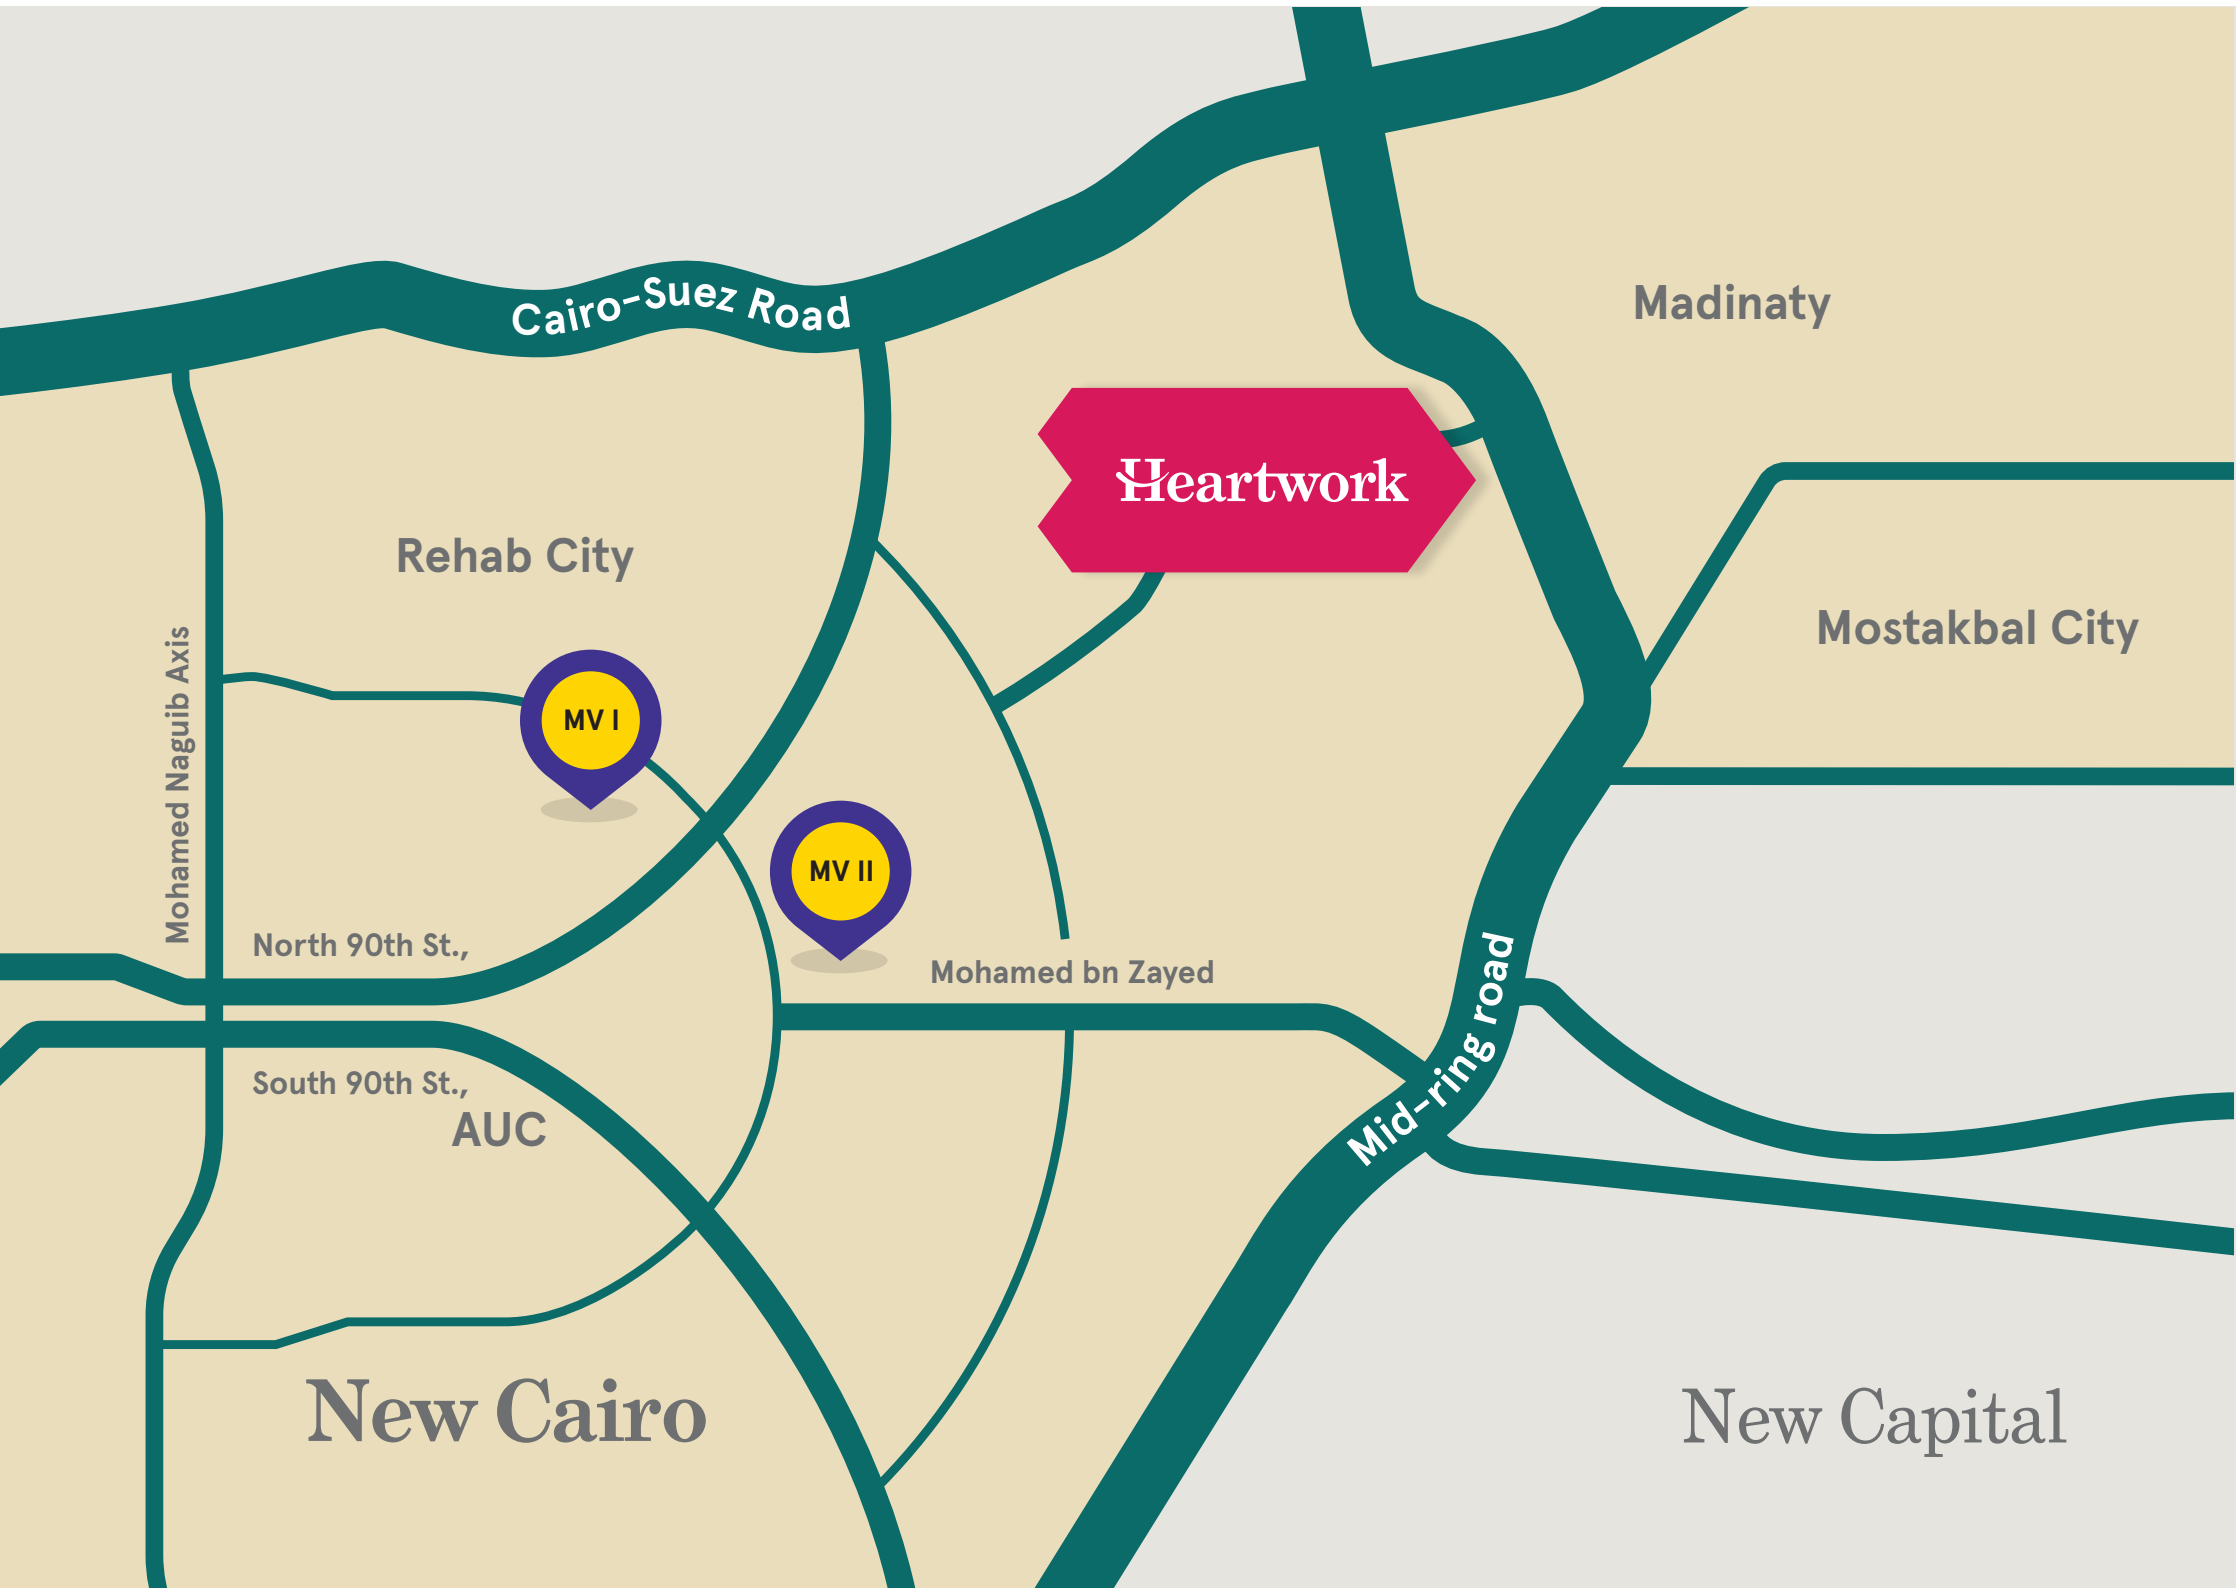 Cairo-Suez Road
Madinaty
Heartwork
Rehab City
Mostakbal City
Mohamed Naguib Axis
MV I
MV II
North 90th St.,
Mohamed bn Zayed
Mid-ring road
South 90th St.,
AUC
New Cairo
New Capital